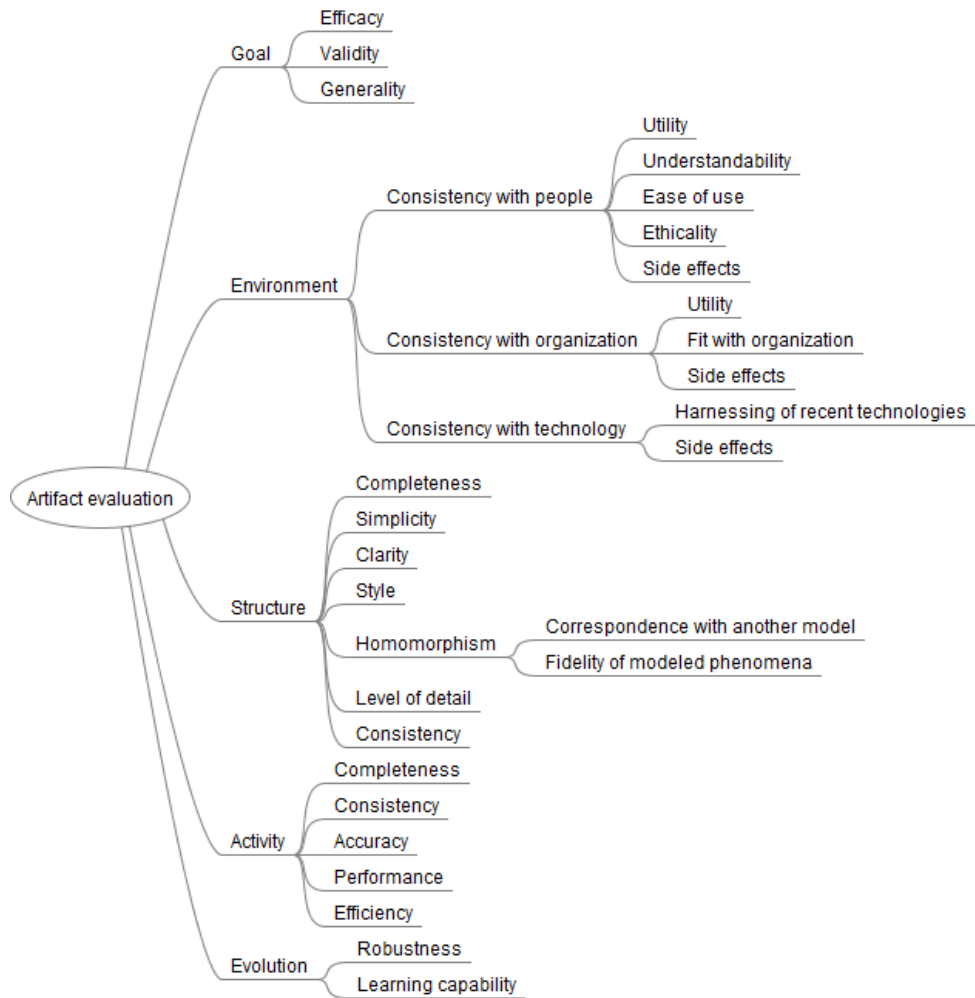 Artifact evaluation
Goal
Efficacy
Validity
Generality
Environment
Consistency with people
Utility
Understandability
Ease of use
Ethicality
Side effects
Consistency with organization
Utility
Fit with organization
Side effects
Consistency with technology
Harnessing of recent technologies
Side effects
Structure
Completeness
Simplicity
Clarity
Style
Homomorphism
Correspondence with another model
Fidelity of modeled phenomena
Level of detail
Consistency
Activity
Completeness
Consistency
Accuracy
Performance
Efficiency
Evolution
Robustness
Learning capability